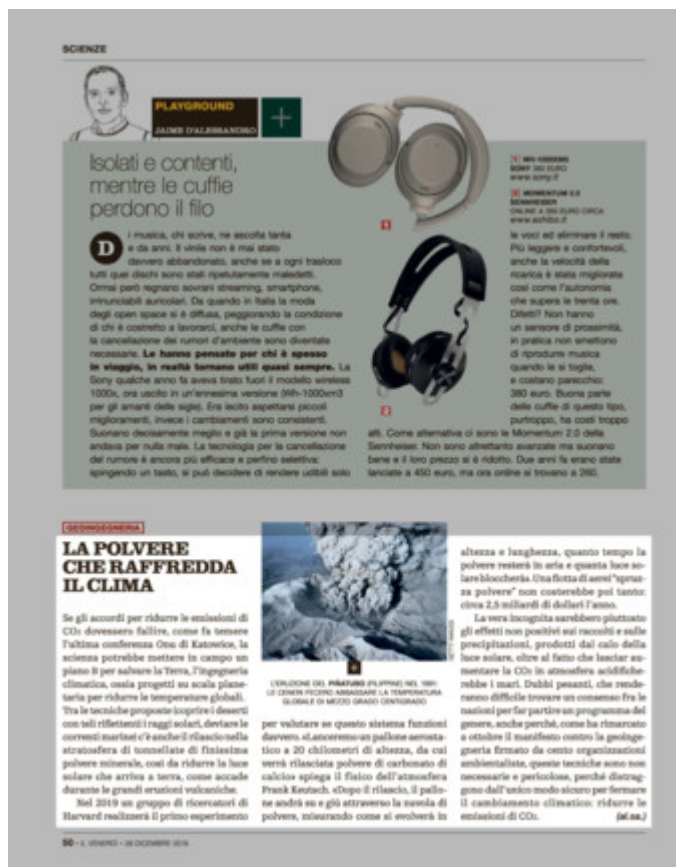 SCIENZE
PLAYGROUND
JAIME D'ALESSANDRO
+
Isolati e contenti,
mentre le cuffie
perdono il filo
1 WH-1000XM3
SONY 380 EURO
www.sony.it
2 MOMENTUM 2.0
SENNHEISER
ONLINE A 260 EURO CIRCA
www.exhibo.it
Di musica, chi scrive, ne ascolta tanta
e da anni. Il vinile non è mai stato
davvero abbandonato, anche se a ogni trasloco
tutti quei dischi sono stati ripetutamente maledetti.
Ormai però regnano sovrani streaming, smartphone,
irrinunciabili auricolari. Da quando in Italia la moda
degli open space si è diffusa, peggiorando la condizione
di chi è costretto a lavorarci, anche le cuffie con
la cancellazione dei rumori d'ambiente sono diventate
necessarie. Le hanno pensate per chi è spesso
in viaggio, in realtà tornano utili quasi sempre. La
Sony qualche anno fa aveva tirato fuori il modello wireless
1000x, ora uscito in un'ennesima versione (Wh-1000xm3
per gli amanti delle sigle). Era lecito aspettarsi piccoli
miglioramenti, invece i cambiamenti sono consistenti.
Suonano decisamente meglio e già la prima versione non
andava per nulla male. La tecnologia per la cancellazione
del rumore è ancora più efficace e perfino selettiva:
spingendo un tasto, si può decidere di rendere udibili solo
le voci ed eliminare il resto.
Più leggere e confortevoli,
anche la velocità della
ricarica è stata migliorata
così come l'autonomia
che supera le trenta ore.
Difetti? Non hanno
un sensore di prossimità,
in pratica non smettono
di riprodurre musica
quando le si toglie,
e costano parecchio:
380 euro. Buona parte
delle cuffie di questo tipo,
purtroppo, ha costi troppo
alti. Come alternativa ci sono le Momentum 2.0 della
Sennheiser. Non sono altrettanto avanzate ma suonano
bene e il loro prezzo si è ridotto. Due anni fa erano state
lanciate a 450 euro, ma ora online si trovano a 260.
1
2
GEOINGEGNERIA
LA POLVERE
CHE RAFFREDDA
IL CLIMA
Se gli accordi per ridurre le emissioni di
CO2 dovessero fallire, come fa temere
l'ultima conferenza Onu di Katowice, la
scienza potrebbe mettere in campo un
piano B per salvare la Terra, l'ingegneria
climatica, ossia progetti su scala plane-
taria per ridurre le temperature globali.
Tra le tecniche proposte (coprire i deserti
con teli riflettenti i raggi solari, deviare le
correnti marine) c'è anche il rilascio nella
stratosfera di tonnellate di finissima
polvere minerale, così da ridurre la luce
solare che arriva a terra, come accade
durante le grandi eruzioni vulcaniche.
Nel 2019 un gruppo di ricercatori di
Harvard realizzerà il primo esperimento
GETTY IMAGES
+
L'ERUZIONE DEL PINATUBO (FILIPPINE) NEL 1991:
LE CENERI FECERO ABBASSARE LA TEMPERATURA
GLOBALE DI MEZZO GRADO CENTIGRADO
per valutare se questo sistema funzioni
davvero. «Lanceremo un pallone aerosta-
tico a 20 chilometri di altezza, da cui
verrà rilasciata polvere di carbonato di
calcio» spiega il fisico dell'atmosfera
Frank Keutsch. «Dopo il rilascio, il pallo-
ne andrà su e giù attraverso la nuvola di
polvere, misurando come si evolverà in
altezza e lunghezza, quanto tempo la
polvere resterà in aria e quanta luce so-
lare bloccherà». Una flotta di aerei "spruz-
za polvere" non costerebbe poi tanto:
circa 2,5 miliardi di dollari l'anno.
La vera incognita sarebbero piuttosto
gli effetti non positivi sui raccolti e sulle
precipitazioni, prodotti dal calo della
luce solare, oltre al fatto che lasciar au-
mentare la CO2 in atmosfera acidifiche-
rebbe i mari. Dubbi pesanti, che rende-
ranno difficile trovare un consenso fra le
nazioni per far partire un programma del
genere, anche perché, come ha rimarcato
a ottobre il manifesto contro la geoinge-
gneria firmato da cento organizzazioni
ambientaliste, queste tecniche sono non
necessarie e pericolose, perché distrag-
gono dall'unico modo sicuro per fermare
il cambiamento climatico: ridurre le
emissioni di CO2. (al.sa.)
50 • IL VENERDÌ • 28 DICEMBRE 2018